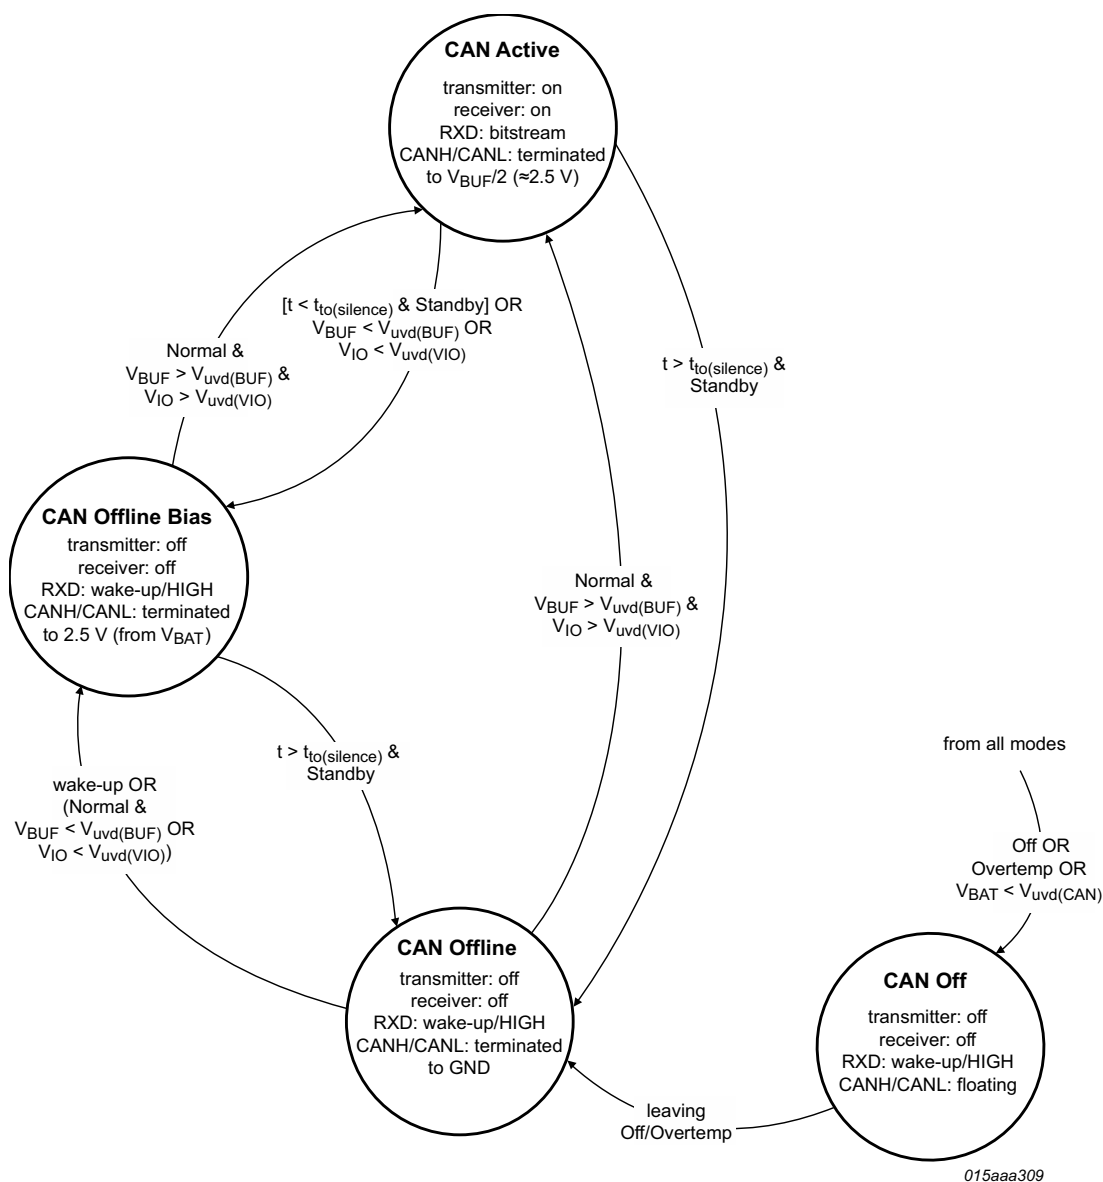 CAN Active
transmitter: on
receiver: on
RXD: bitstream
CANH/CANL: terminated
to VBUF/2 (≈2.5 V)
[t < tto(silence) & Standby] OR
VBUF < Vuvd(BUF) OR
VIO < Vuvd(VIO)
Normal &
VBUF > Vuvd(BUF) &
VIO > Vuvd(VIO)
t > tto(silence) &
Standby
CAN Offline Bias
transmitter: off
receiver: off
RXD: wake-up/HIGH
CANH/CANL: terminated
to 2.5 V (from VBAT)
Normal &
VBUF > Vuvd(BUF) &
VIO > Vuvd(VIO)
t > tto(silence) &
Standby
wake-up OR
(Normal &
VBUF < Vuvd(BUF) OR
VIO < Vuvd(VIO))
from all modes
Off OR
Overtemp OR
VBAT < Vuvd(CAN)
CAN Offline
transmitter: off
receiver: off
RXD: wake-up/HIGH
CANH/CANL: terminated
to GND
CAN Off
transmitter: off
receiver: off
RXD: wake-up/HIGH
CANH/CANL: floating
leaving
Off/Overtemp
015aaa309